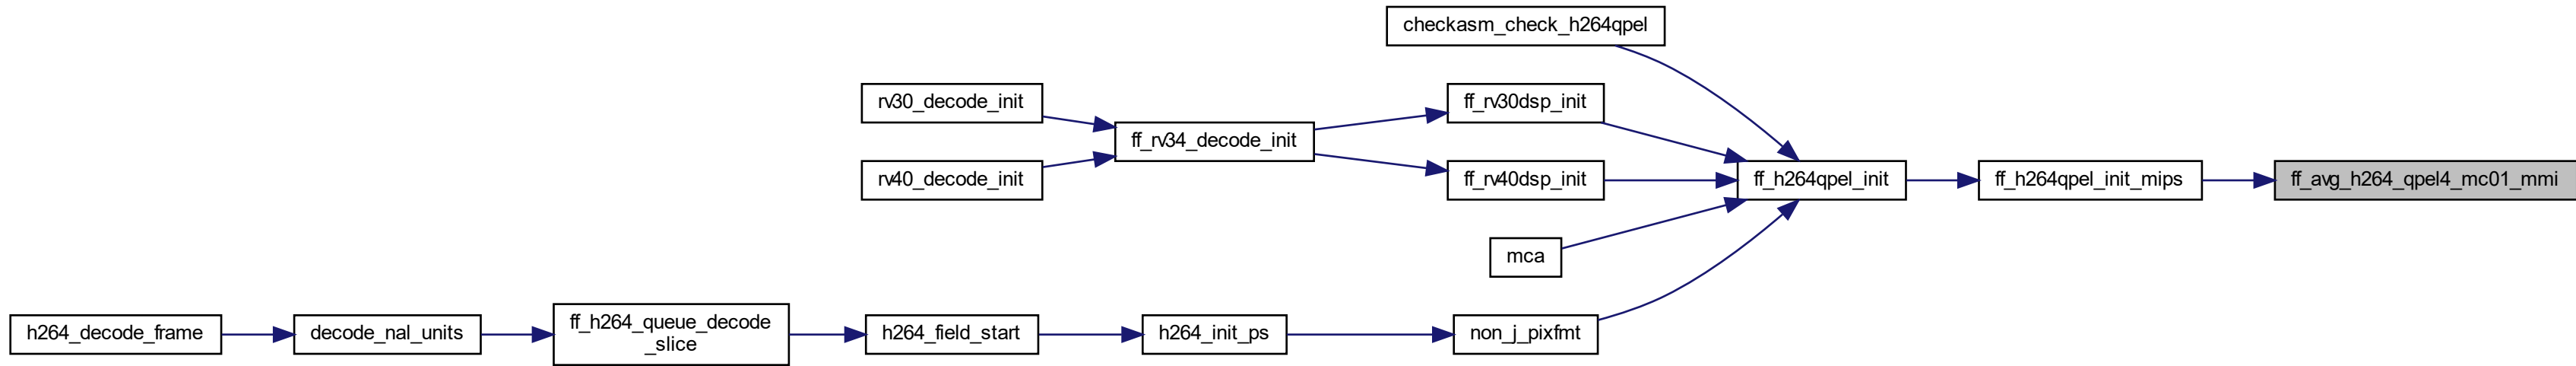 checkasm_check_h264qpel
rv30_decode_init
ff_rv30dsp_init
ff_rv34_decode_init
rv40_decode_init
ff_rv40dsp_init
ff_h264qpel_init
ff_h264qpel_init_mips
ff_avg_h264_qpel4_mc01_mmi
mca
h264_decode_frame
decode_nal_units
ff_h264_queue_decode
_slice
h264_field_start
h264_init_ps
non_j_pixfmt